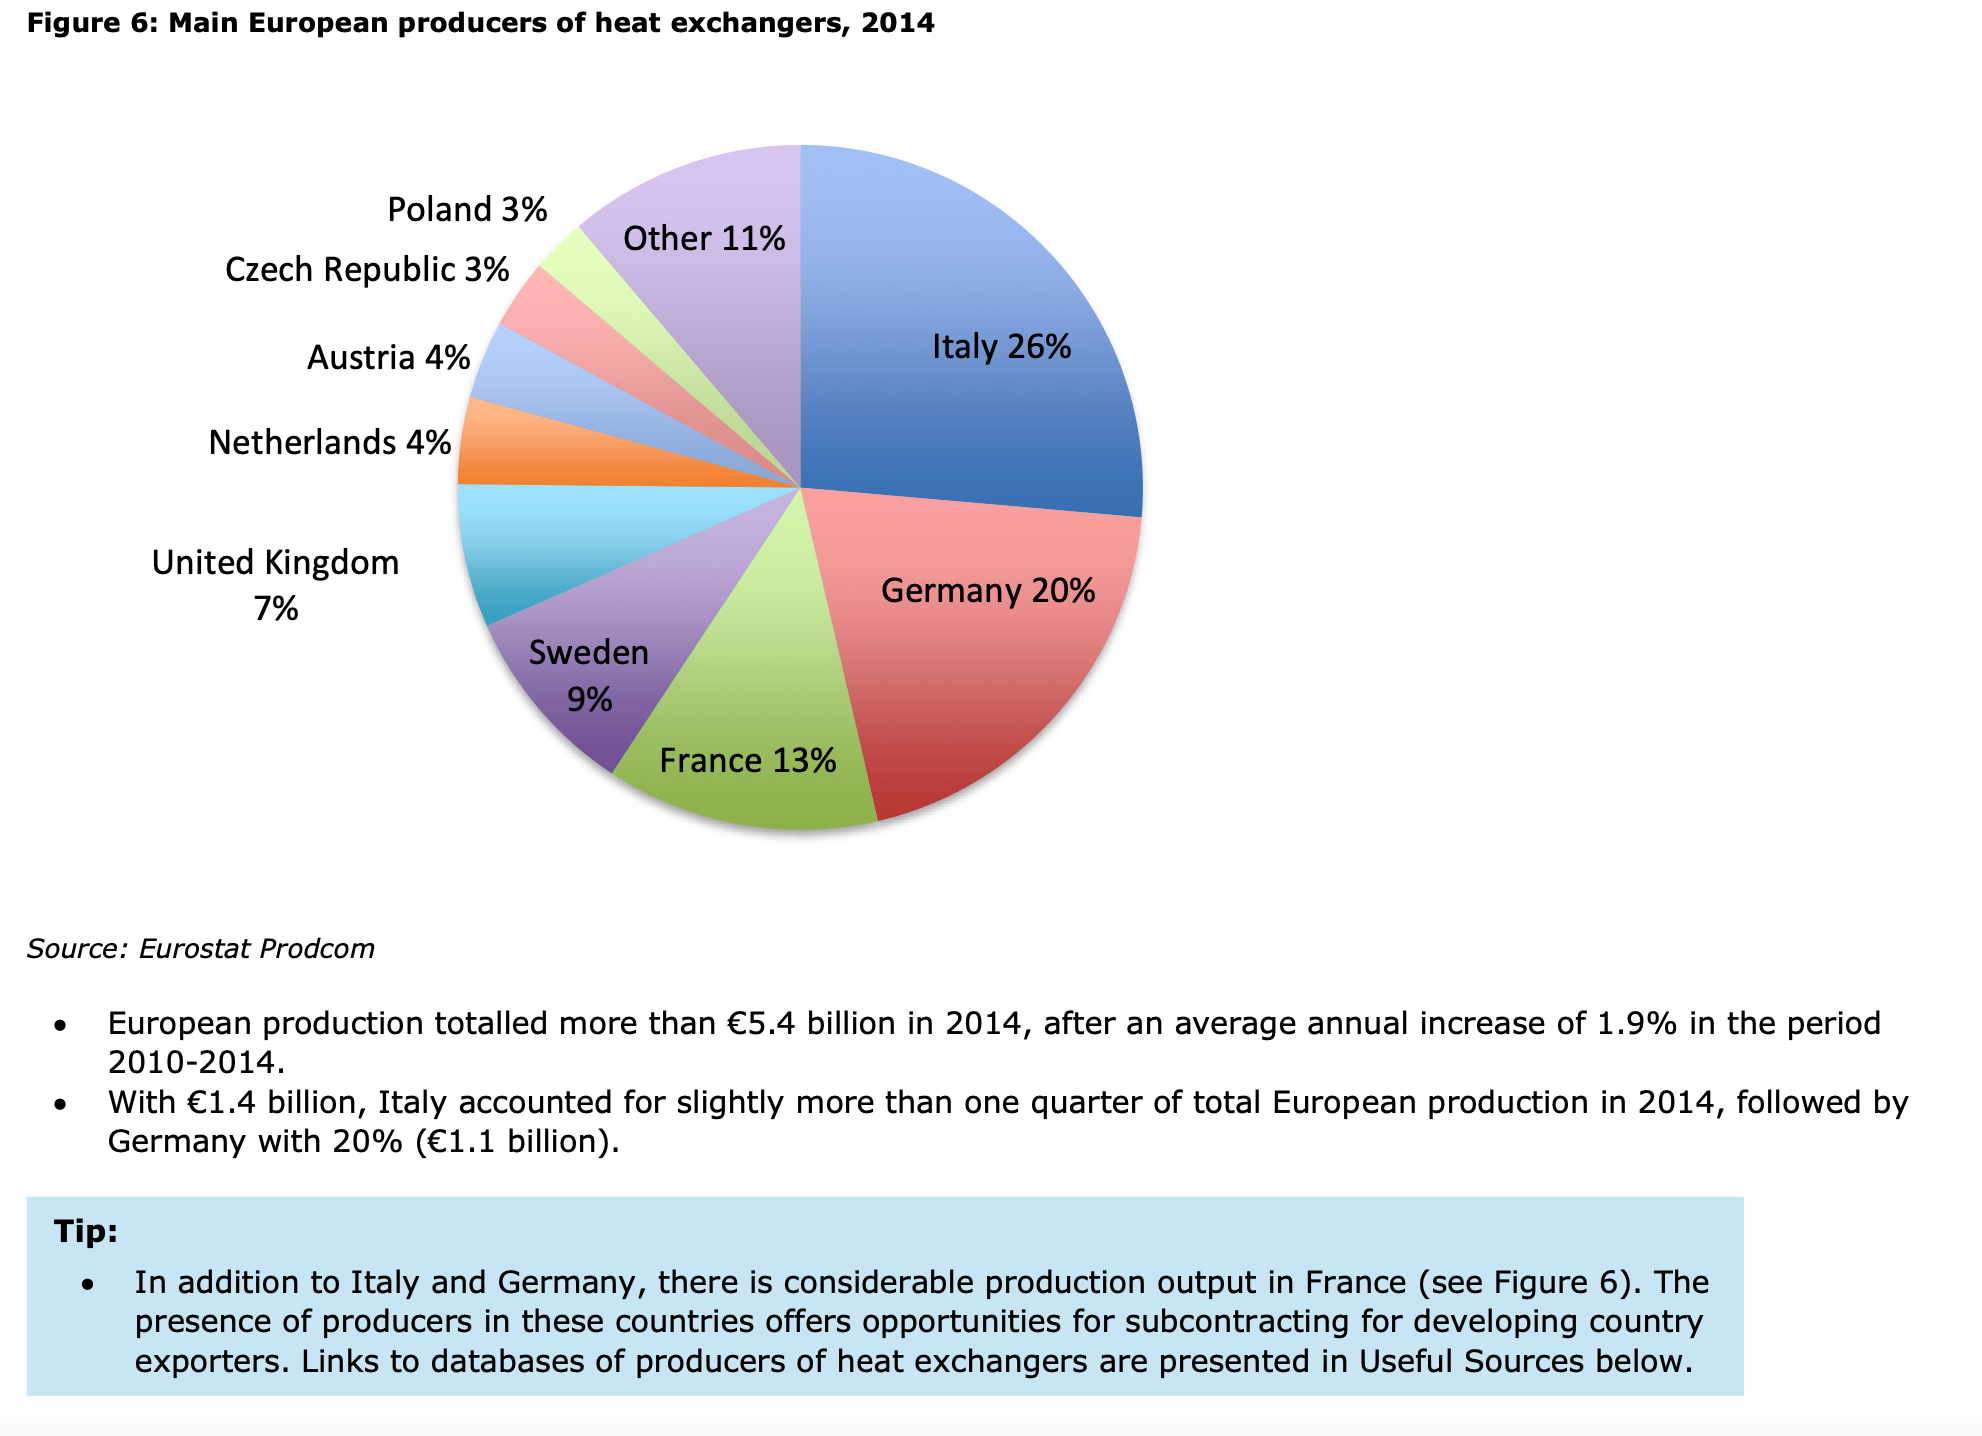 Figure 6: Main European producers of heat exchangers, 2014
Poland 3%
Other 11%
Czech Republic 3%
Italy 26%
Austria 4%
Netherlands 4%
United Kingdom
7%
Germany 20%
Sweden
9%
France 13%
Source: Eurostat Prodcom
• European production totalled more than €5.4 billion in 2014, after an average annual increase of 1.9% in the period
2010-2014.
• With €1.4 billion, Italy accounted for slightly more than one quarter of total European production in 2014, followed by
Germany with 20% (€1.1 billion).
Tip:
• In addition to Italy and Germany, there is considerable production output in France (see Figure 6). The
presence of producers in these countries offers opportunities for subcontracting for developing country
exporters. Links to databases of producers of heat exchangers are presented in Useful Sources below.